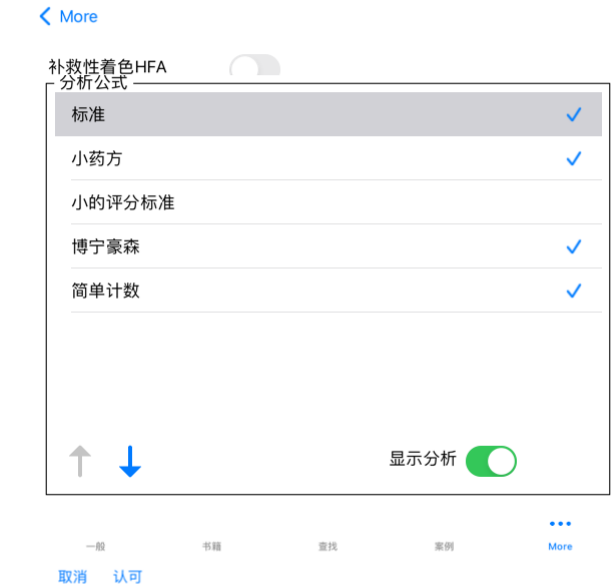 More
补救性着色HFA
分析公式
标准
小药方
小的评分标准
博宁豪森
简单计数
显示分析
一般 书籍 查找 案例 More
取消 认可